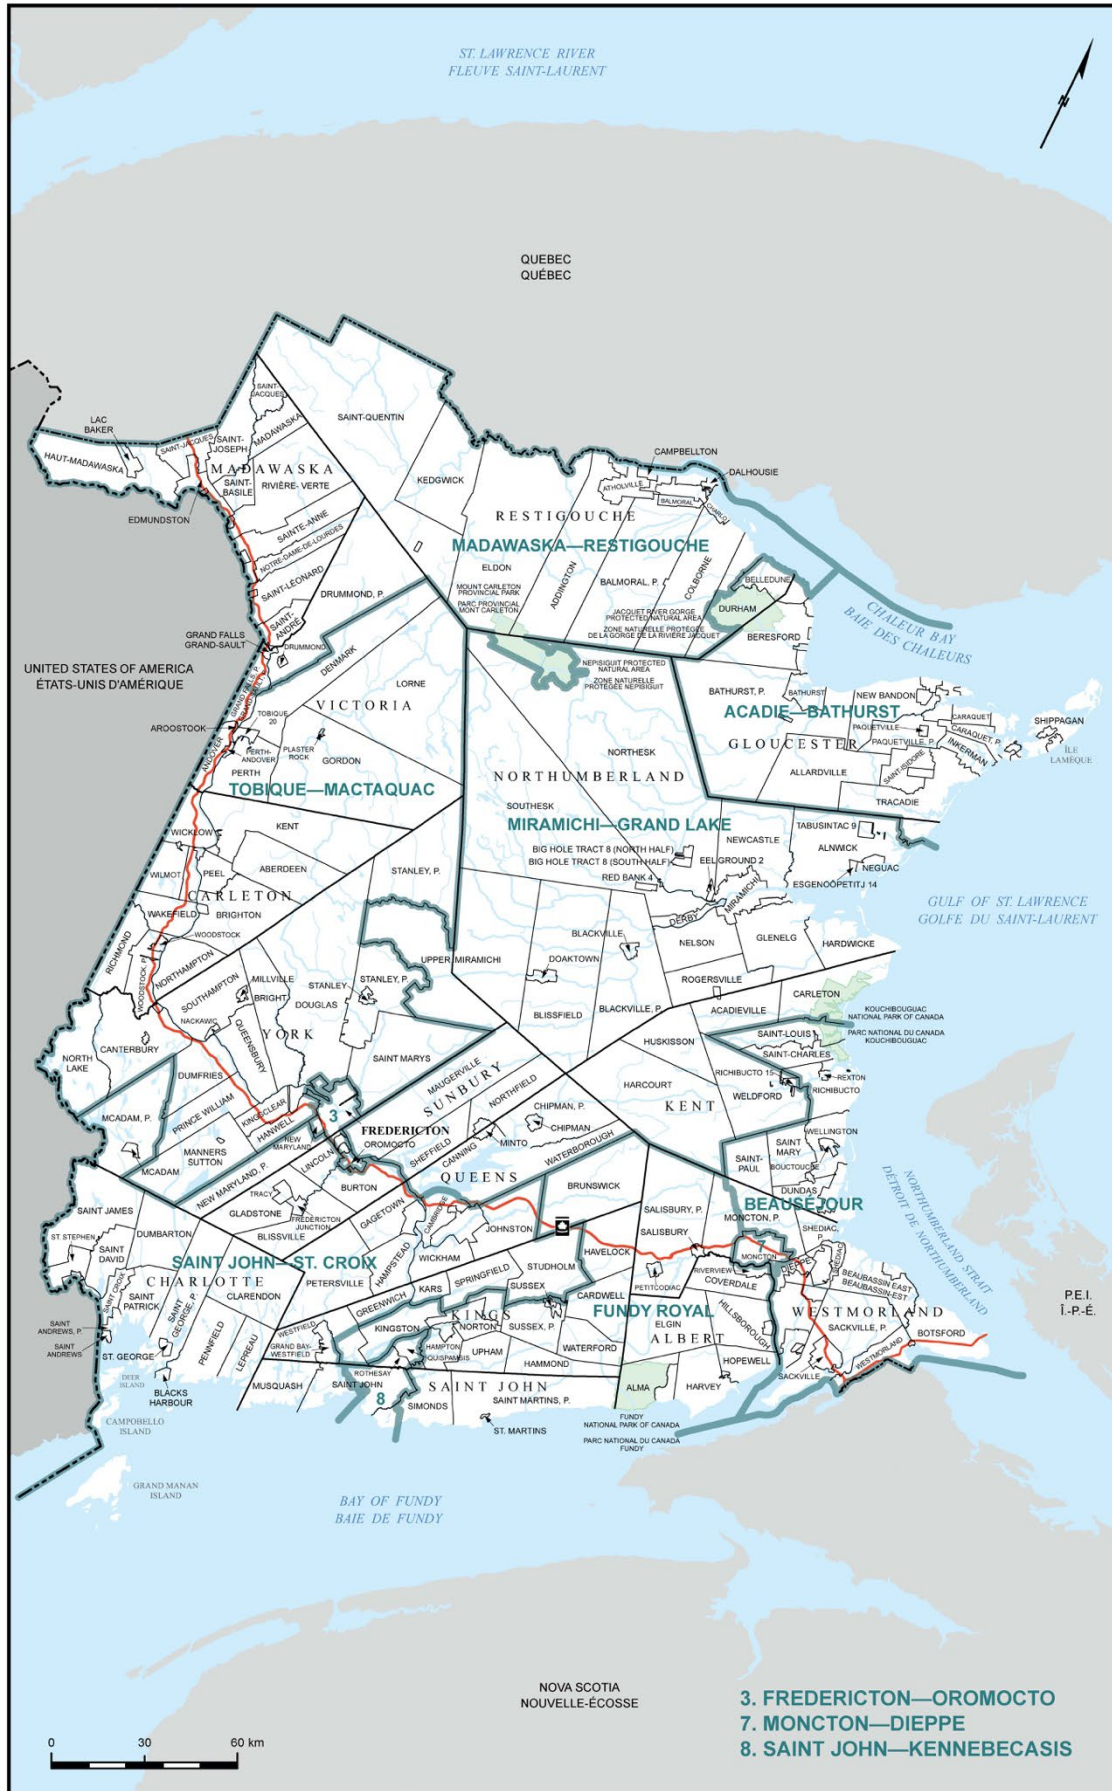 ST. LAWRENCE RIVER
FLEUVE SAINT-LAURENT
N
QUEBEC
QUÉBEC
SAINT-
JACQUES
SAINT-QUENTIN
LAC
BAKER
SAINT-JACQUES
SAINT-
JOSEPH
MADAWASKA
HAUT-MADAWASKA
MADAWASKA
SAINT-
BASILE
RIVIÈRE-VERTE
KEDGWICK
CAMPBELLTON
DALHOUSIE
ATHOLVILLE
BALMORAL
CHARLO
EDMUNDSTON
SAINTE-ANNE
NOTRE-DAME-DE-LOURDES
RESTIGOUCHE
MADAWASKA—RESTIGOUCHE
SAINT-LÉONARD
ELDON
ADDINGTON
BALMORAL, P.
COLBORNE
BELLEDUNE
DRUMMOND, P.
MOUNT CARLETON
PROVINCIAL PARK
PARC PROVINCIAL
MONT CARLETON
JACQUET RIVER GORGE
PROTECTED NATURAL AREA
ZONE NATURELLE PROTÉGÉE
DE LA GORGE DE LA RIVIÈRE JACQUET
DURHAM
BERESFORD
CHALEUR BAY
BAIE DES CHALEURS
SAINT-
ANDRÉ
GRAND FALLS
GRAND-SAULT
DRUMMOND
DENMARK
UNITED STATES OF AMERICA
ÉTATS-UNIS D'AMÉRIQUE
GRAND FALLS, P.
GRAND-SAULT, P.
LORNE
NEPISIGUIT PROTECTED
NATURAL AREA
ZONE NATURELLE
PROTÉGÉE NEPISIGUIT
BATHURST, P.
BATHURST
NEW BANDON
ACADIE—BATHURST
CARAQUET
SHIPPAGAN
VICTORIA
TOBIQUE
20
AROOSTOOK
PAQUETVILLE
CARAQUET, P.
PAQUETVILLE, P.
INKERMAN
ÎLE
LAMÈQUE
GLOUCESTER
ANDOVER
PERTH-
ANDOVER
PLASTER
ROCK
GORDON
PERTH
NORTHESK
ALLARDVILLE
SAINT-ISIDORE
NORTHUMBERLAND
TOBIQUE—MACTAQUAC
TRACADIE
SOUTHESK
MIRAMICHI—GRAND LAKE
WICKLOW
KENT
NEWCASTLE
TABUSINTAC 9
ALNWICK
BIG HOLE TRACT 8 (NORTH HALF)
BIG HOLE TRACT 8 (SOUTH HALF)
EEL GROUND 2
NEGUAC
WILMOT
PEEL
ABERDEEN
STANLEY, P.
RED BANK 4
ESGENOÔPETITJ 14
CARLETON
WAKEFIELD
BRIGHTON
DERBY
MIRAMICHI
GULF OF ST. LAWRENCE
GOLFE DU SAINT-LAURENT
WOODSTOCK
BLACKVILLE
NELSON
GLENELG
HARDWICKE
RICHMOND
WOODSTOCK, P.
NORTHAMPTON
UPPER MIRAMICHI
DOAKTOWN
SOUTHAMPTON
MILLVILLE
BRIGHT
STANLEY
STANLEY, P.
ROGERSVILLE
CARLETON
DOUGLAS
BLISSFIELD
BLACKVILLE, P.
ACADIEVILLE
KOUCHIBOUGUAC
NATIONAL PARK OF CANADA
PARC NATIONAL DU CANADA
KOUCHIBOUGUAC
NACKAWIC
QUEENSBURY
YORK
CANTERBURY
NORTH
LAKE
SAINT-LOUIS
HUSKISSON
SAINT-CHARLES
SAINT MARYS
DUMFRIES
MAUGERVILLE
SUNBURY
NORTHFIELD
HARCOURT
RICHIBUCTO 15
REXTON
RICHIBUCTO
WELDFORD
KENT
MCADAM, P.
PRINCE WILLIAM
KINGSCLEAR
HANWELL
3
FREDERICTON
OROMOCTO
CHIPMAN, P.
CHIPMAN
MINTO
NEW
MARYLAND
SHEFFIELD
CANNING
WATERBOROUGH
WELLINGTON
MANNERS
SUTTON
MCADAM
LINCOLN
SAINT-
PAUL
SAINT
MARY
BOUCTOUCHE
NEW MARYLAND, P.
BURTON
QUEENS
BRUNSWICK
DUNDAS
BEAUSÉJOUR
NORTHUMBERLAND STRAIT
DÉTROIT DE NORTHUMBERLAND
TRACY
GLADSTONE
FREDERICTON
JUNCTION
SAINT JAMES
GAGETOWN
CAMBRIDGE
SALISBURY, P.
MONCTON, P.
SHEDIAC,
P.
ST. STEPHEN
DUMBARTON
BLISSVILLE
JOHNSTON
SALISBURY
SHEDIAC
SAINT
DAVID
SAINT JOHN—ST. CROIX
HAMPSTEAD
WICKHAM
HAVELOCK
7
MONCTON
DIEPPE
STUDHOLM
RIVERVIEW
COVERDALE
SAINT CROIX
CHARLOTTE
SAINT
PATRICK
PETERSVILLE
KARS
SPRINGFIELD
SUSSEX
PETITCODIAC
BEAUBASSIN EAST
BEAUBASSIN-EST
SAINT
GEORGE, P.
CLARENDON
GREENWICH
CARDWELL
FUNDY ROYAL
HILLSBOROUGH
WESTMORLAND
P.E.I.
Î.-P.-É.
KINGS
SAINT
ANDREWS, P.
SAINT
ANDREWS
PENNFIELD
LEPREAU
WESTFIELD
KINGSTON
NORTON
SUSSEX, P.
ELGIN
ALBERT
SACKVILLE, P.
BOTSFORD
GRAND BAY-
WESTFIELD
HAMPTON
QUISPAMSIS
UPHAM
WATERFORD
WESTMORLAND
ST. GEORGE
ROTHESAY
HAMMOND
HOPEWELL
DEER
ISLAND
BLACKS
HARBOUR
MUSQUASH
SAINT JOHN
SAINT JOHN
ALMA
HARVEY
SACKVILLE
8
SIMONDS
SAINT MARTINS, P.
CAMPOBELLO
ISLAND
ST. MARTINS
FUNDY
NATIONAL PARK OF CANADA
PARC NATIONAL DU CANADA
FUNDY
GRAND MANAN
ISLAND
BAY OF FUNDY
BAIE DE FUNDY
NOVA SCOTIA
NOUVELLE-ÉCOSSE
3. FREDERICTON—OROMOCTO
7. MONCTON—DIEPPE
8. SAINT JOHN—KENNEBECASIS
0 30 60 km